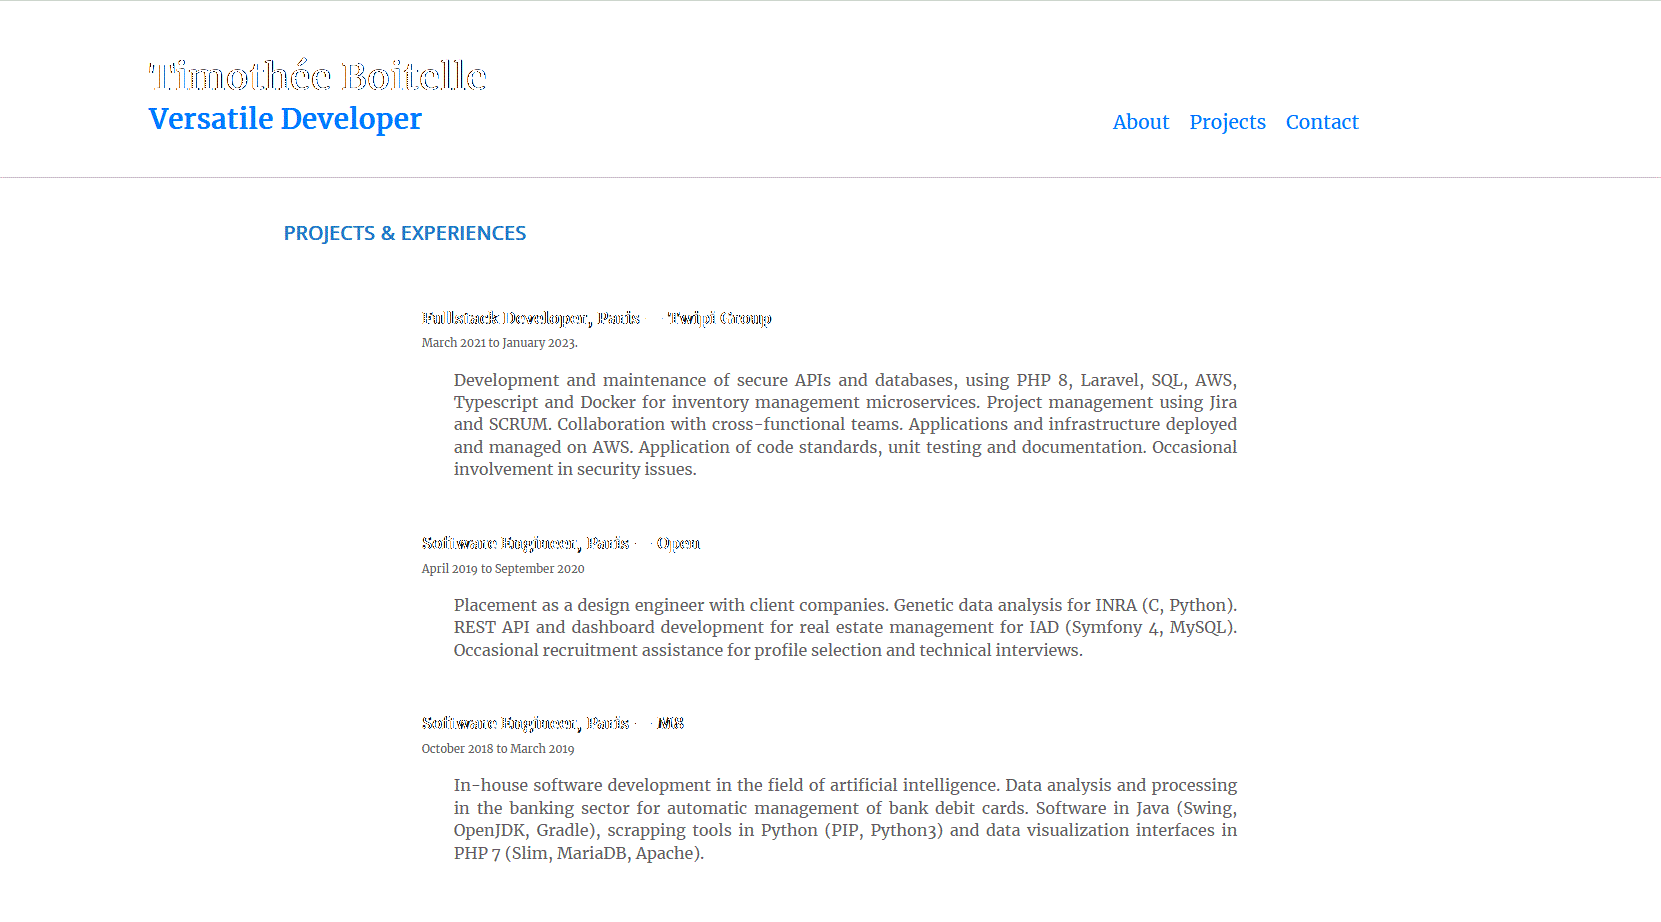 Timothée Boitelle
Versatile Developer
About Projects Contact
PROJECTS & EXPERIENCES
Fullstack Developer, Paris — Twipi Group
March 2021 to January 2023.
Development and maintenance of secure APIs and databases, using PHP 8, Laravel, SQL, AWS,
Typescript and Docker for inventory management microservices. Project management using Jira
and SCRUM. Collaboration with cross-functional teams. Applications and infrastructure deployed
and managed on AWS. Application of code standards, unit testing and documentation. Occasional
involvement in security issues.
Software Engineer, Paris — Open
April 2019 to September 2020
Placement as a design engineer with client companies. Genetic data analysis for INRA (C, Python).
REST API and dashboard development for real estate management for IAD (Symfony 4, MySQL).
Occasional recruitment assistance for profile selection and technical interviews.
Software Engineer, Paris — M8
October 2018 to March 2019
In-house software development in the field of artificial intelligence. Data analysis and processing
in the banking sector for automatic management of bank debit cards. Software in Java (Swing,
OpenJDK, Gradle), scrapping tools in Python (PIP, Python3) and data visualization interfaces in
PHP 7 (Slim, MariaDB, Apache).